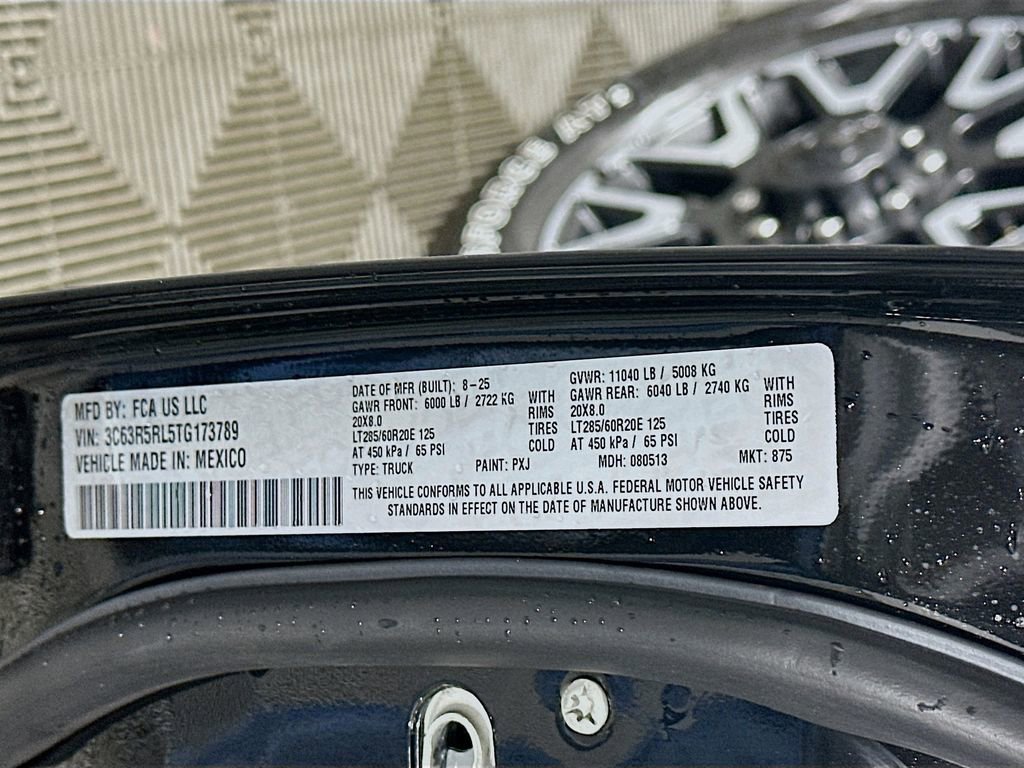 FORGE AT
MFD BY: FCA US LLC
VIN: 3C63R5RL5TG173789
VEHICLE MADE IN: MEXICO
DATE OF MFR (BUILT): 8-25
GAWR FRONT: 6000 LB / 2722 KG
20X8.0
LT285/60R20E 125
AT 450 kPa / 65 PSI
WITH
RIMS
TIRES
COLD
GVWR: 11040 LB / 5008 KG
GAWR REAR: 6040 LB / 2740 KG
20X8.0
LT285/60R20E 125
AT 450 kPa / 65 PSI
WITH
RIMS
TIRES
COLD
TYPE: TRUCK PAINT: PXJ MDH: 080513 MKT: 875
THIS VEHICLE CONFORMS TO ALL APPLICABLE U.S.A. FEDERAL MOTOR VEHICLE SAFETY
STANDARDS IN EFFECT ON THE DATE OF MANUFACTURE SHOWN ABOVE.